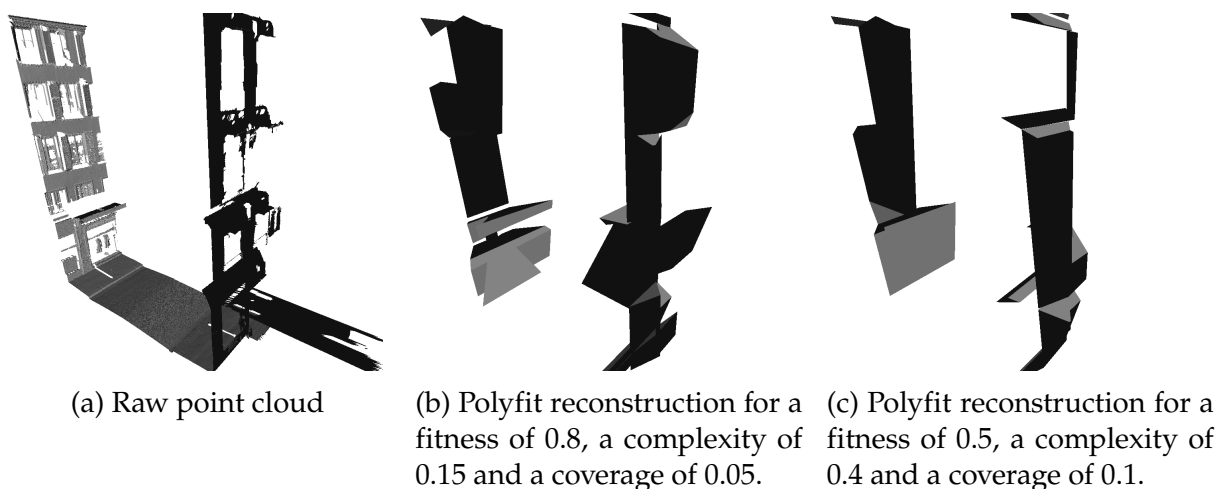 (a) Raw point cloud
(b) Polyfit reconstruction for a
fitness of 0.8, a complexity of
0.15 and a coverage of 0.05.
(c) Polyfit reconstruction for a
fitness of 0.5, a complexity of
0.4 and a coverage of 0.1.